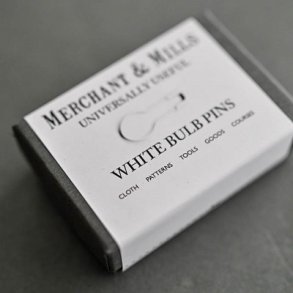 MERCHANT & MILLS
UNIVERSALLY USEFUL
WHITE BULB PINS
CLOTH PATTERNS TOOLS GOODS COURSES